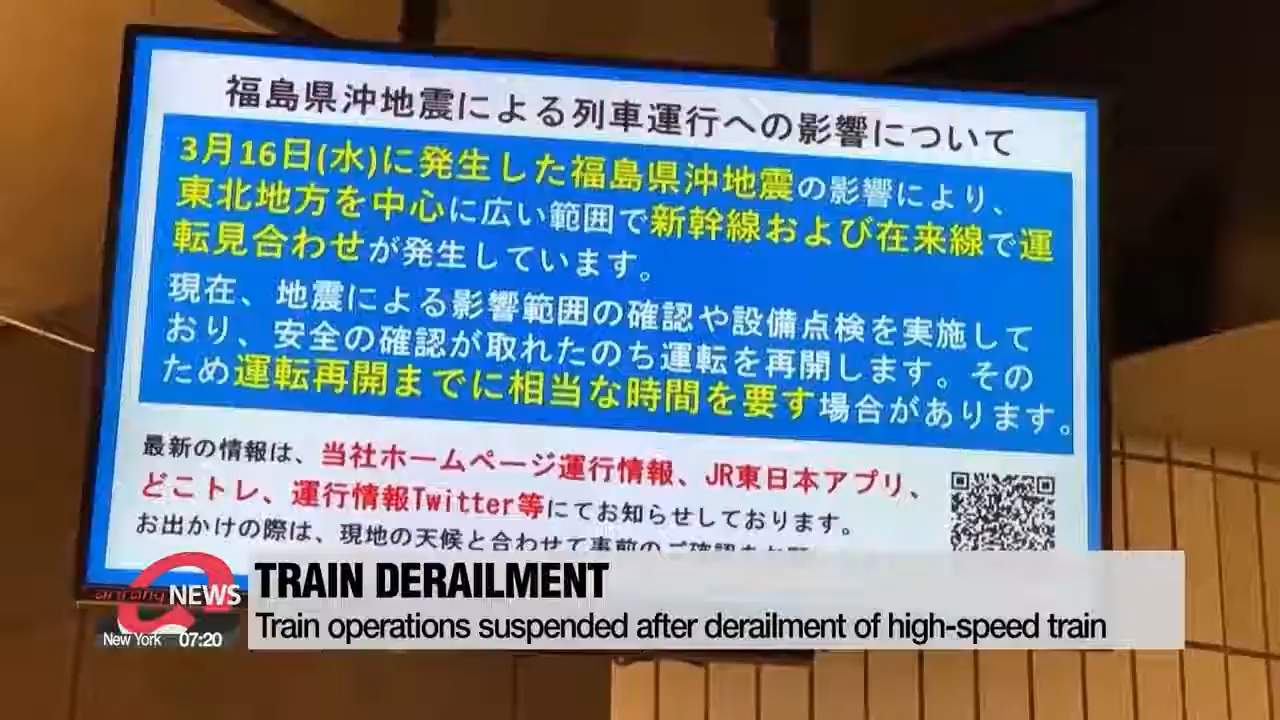 福島県沖地震による列車運行への影響について
3月16日(水)に発生した福島県沖地震の影響により、
東北地方を中心に広い範囲で新幹線および在来線で運
転見合わせが発生しています。
現在、地震による影響範囲の確認や設備点検を実施して
おり、安全の確認が取れたのち運転を再開します。その
ため運転再開までに相当な時間を要す場合があります。
最新の情報は、当社ホームページ運行情報、JR東日本アプリ、
どこトレ、運行情報Twitter等にてお知らせしております。
お出かけの際は、現地の天候と合わせて事前のご確認をお願
arirang NEWS
TRAIN DERAILMENT
Train operations suspended after derailment of high-speed train
New York 07:20